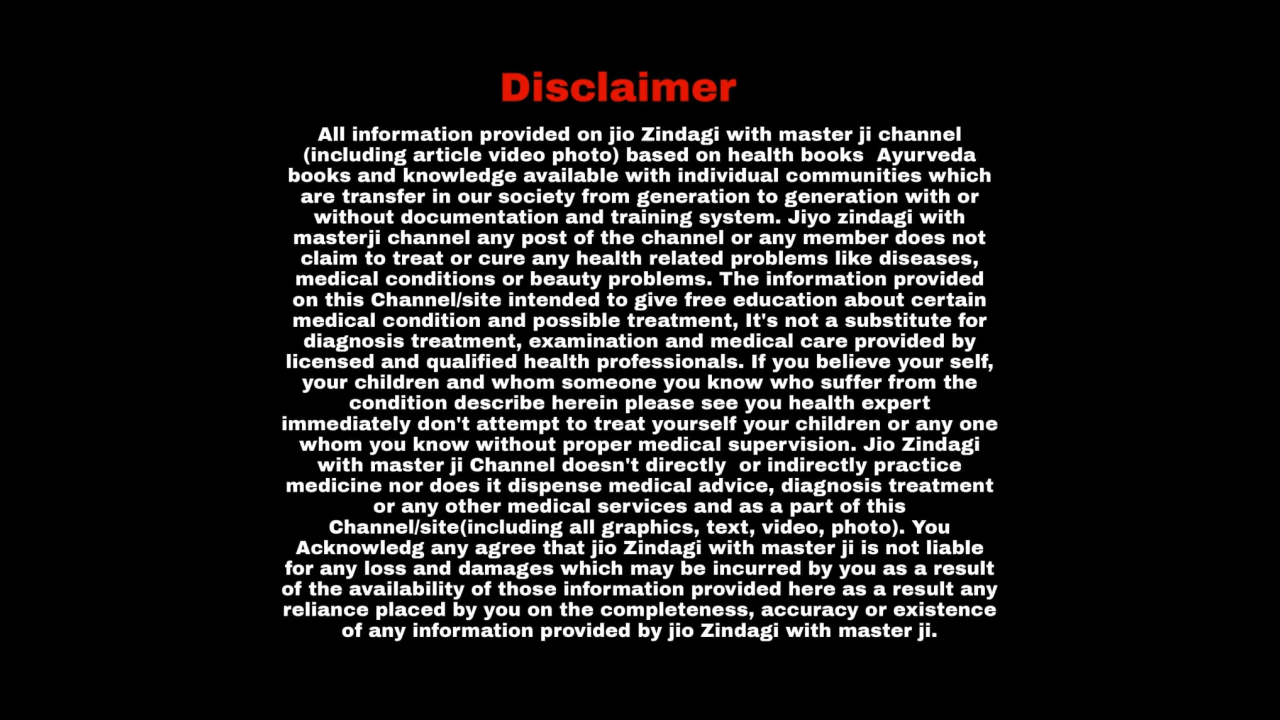 Disclaimer
All information provided on jio Zindagi with master ji channel
(including article video photo) based on health books  Ayurveda
books and knowledge available with individual communities which
are transfer in our society from generation to generation with or
without documentation and training system. Jiyo zindagi with
masterji channel any post of the channel or any member does not
claim to treat or cure any health related problems like diseases,
medical conditions or beauty problems. The information provided
on this Channel/site intended to give free education about certain
medical condition and possible treatment, It's not a substitute for
diagnosis treatment, examination and medical care provided by
licensed and qualified health professionals. If you believe your self,
your children and whom someone you know who suffer from the
condition describe herein please see you health expert
immediately don't attempt to treat yourself your children or any one
whom you know without proper medical supervision. Jio Zindagi
with master ji Channel doesn't directly  or indirectly practice
medicine nor does it dispense medical advice, diagnosis treatment
or any other medical services and as a part of this
Channel/site(including all graphics, text, video, photo). You
Acknowledg any agree that jio Zindagi with master ji is not liable
for any loss and damages which may be incurred by you as a result
of the availability of those information provided here as a result any
reliance placed by you on the completeness, accuracy or existence
of any information provided by jio Zindagi with master ji.